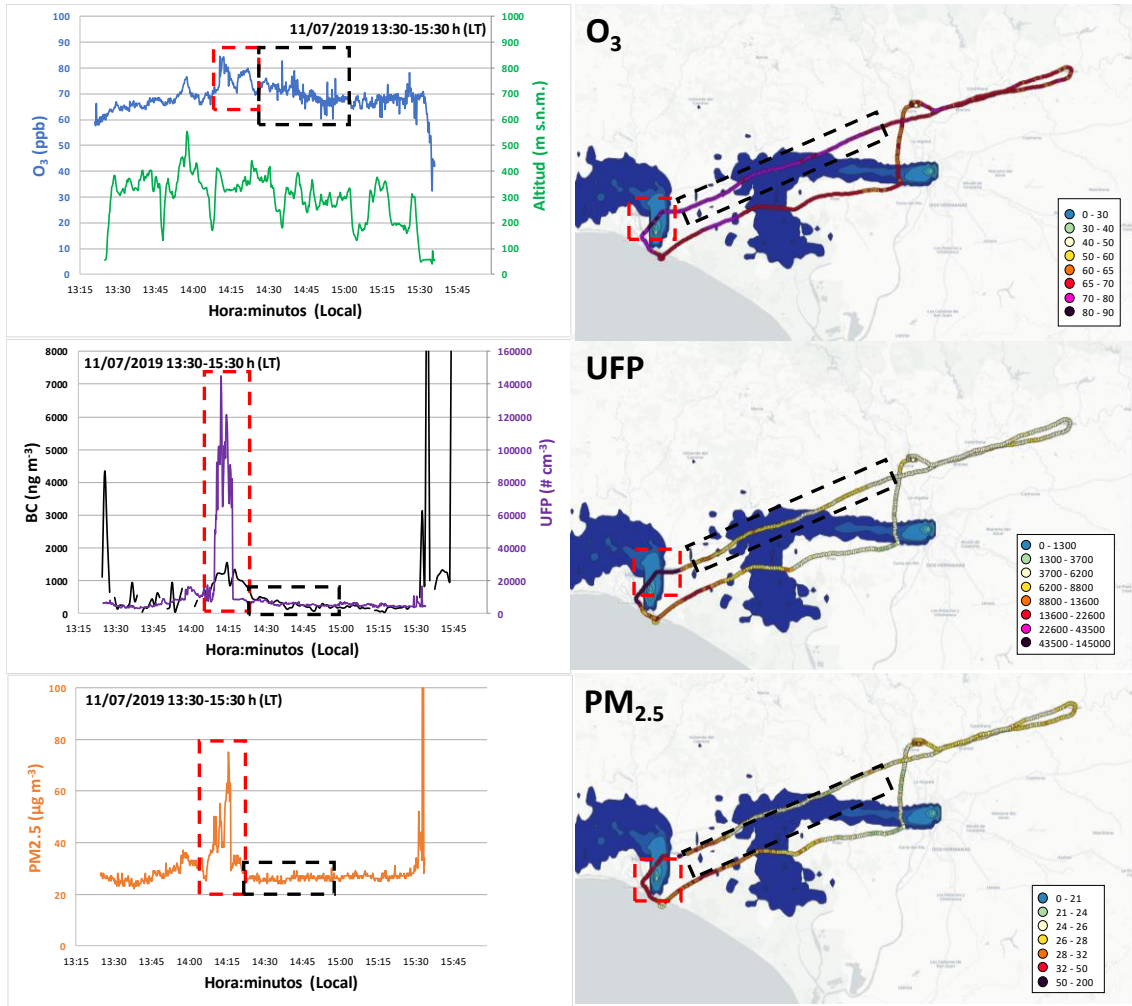 11/07/2019 13:30-15:30 h (LT)
O3 (ppb)
100
90
80
70
60
50
40
30
20
10
0
1000
900
800
700
600
500
400
300
200
100
0
Altitud (m s.n.m.)
13:15 13:30 13:45 14:00 14:15 14:30 14:45 15:00 15:15 15:30 15:45
Hora:minutos (Local)
O3
DOS HERMANAS
0 - 30
30 - 40
40 - 50
50 - 60
60 - 65
65 - 70
70 - 80
80 - 90
11/07/2019 13:30-15:30 h (LT)
BC (ng m-3)
8000
7000
6000
5000
4000
3000
2000
1000
0
160000
140000
120000
100000
80000
60000
40000
20000
0
UFP (# cm-3)
13:15 13:30 13:45 14:00 14:15 14:30 14:45 15:00 15:15 15:30 15:45
Hora:minutos (Local)
UFP
DOS HERMANAS
0 - 1300
1300 - 3700
3700 - 6200
6200 - 8800
8800 - 13600
13600 - 22600
22600 - 43500
43500 - 145000
11/07/2019 13:30-15:30 h (LT)
PM2.5 (µg m-3)
100
80
60
40
20
0
13:15 13:30 13:45 14:00 14:15 14:30 14:45 15:00 15:15 15:30 15:45
Hora:minutos (Local)
PM2.5
DOS HERMANAS
0 - 21
21 - 24
24 - 26
26 - 28
28 - 32
32 - 50
50 - 200